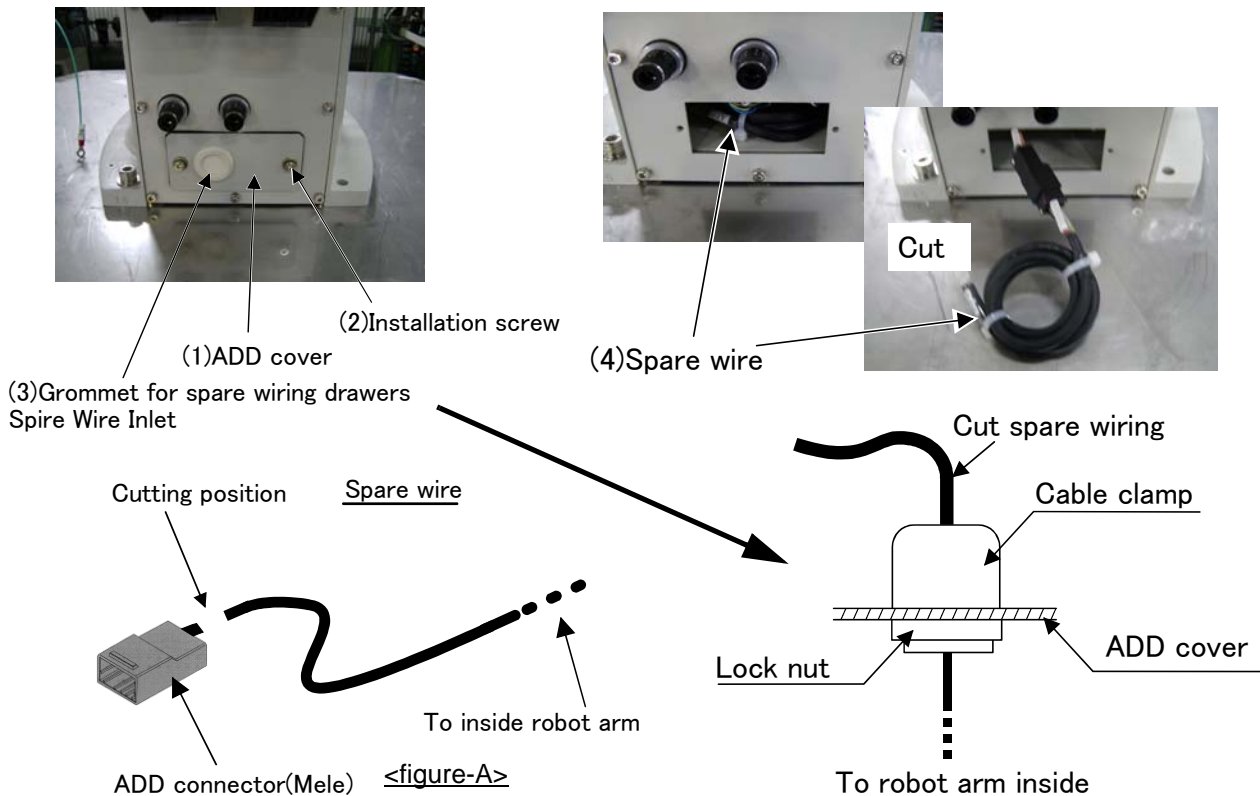 (2)Installation screw
(1)ADD cover
(3)Grommet for spare wiring drawers
Spire Wire Inlet
Cut
(4)Spare wire
Cutting position
Spare wire
To inside robot arm
ADD connector(Mele)
<figure-A>
Cut spare wiring
Cable clamp
Lock nut
ADD cover
To robot arm inside